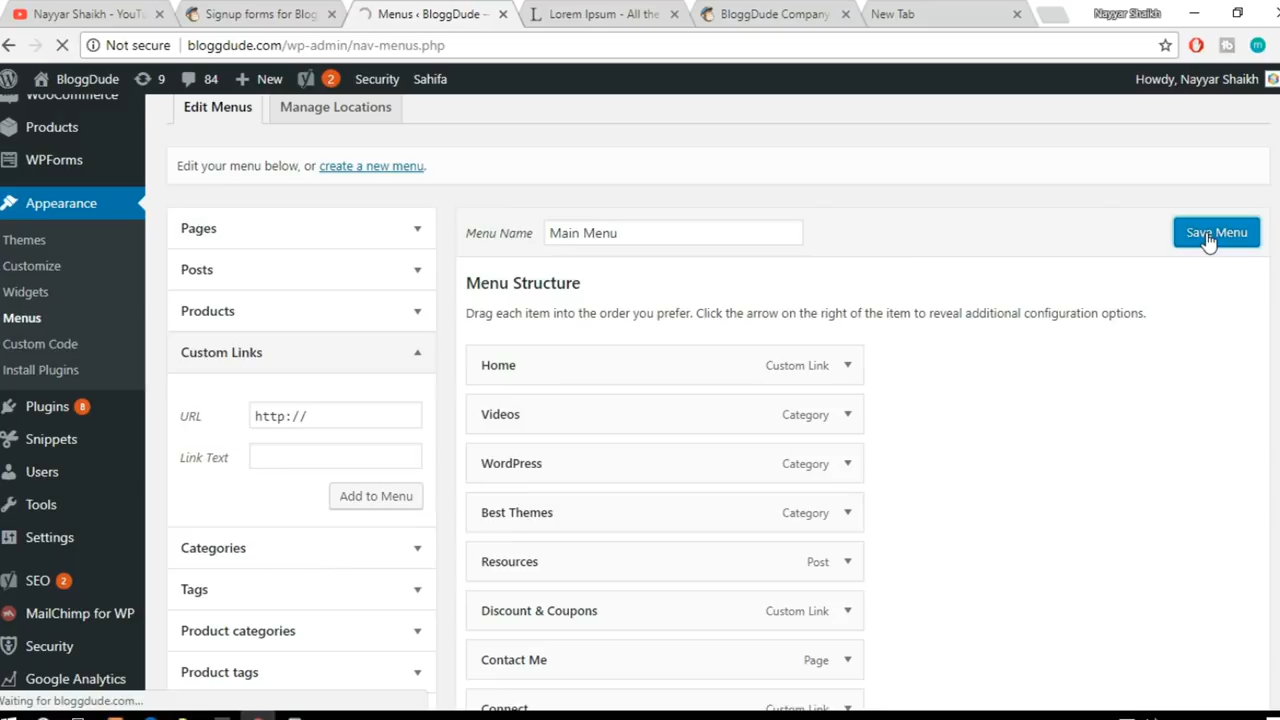 Nayyar Shaikh - YouT
Signup forms for Blog
Menus ‹ BloggDude —
Lorem Ipsum - All the
BloggDude Company
New Tab
Nayyar Shaikh
Not secure
bloggdude.com/wp-admin/nav-menus.php
BloggDude
9
84
New
2
Security
Sahifa
Howdy, Nayyar Shaikh
WooCommerce
Products
WPForms
Appearance
Themes
Customize
Widgets
Menus
Custom Code
Install Plugins
Plugins 8
Snippets
Users
Tools
Settings
SEO 2
MailChimp for WP
Security
Google Analytics
Edit Menus
Manage Locations
Edit your menu below, or create a new menu.
Pages
Posts
Products
Custom Links
URL
http://
Link Text
Add to Menu
Categories
Tags
Product categories
Product tags
Menu Name
Main Menu
Save Menu
Menu Structure
Drag each item into the order you prefer. Click the arrow on the right of the item to reveal additional configuration options.
Home Custom Link
Videos Category
WordPress Category
Best Themes Category
Resources Post
Discount & Coupons Custom Link
Contact Me Page
Connect Custom Link
Waiting for bloggdude.com...